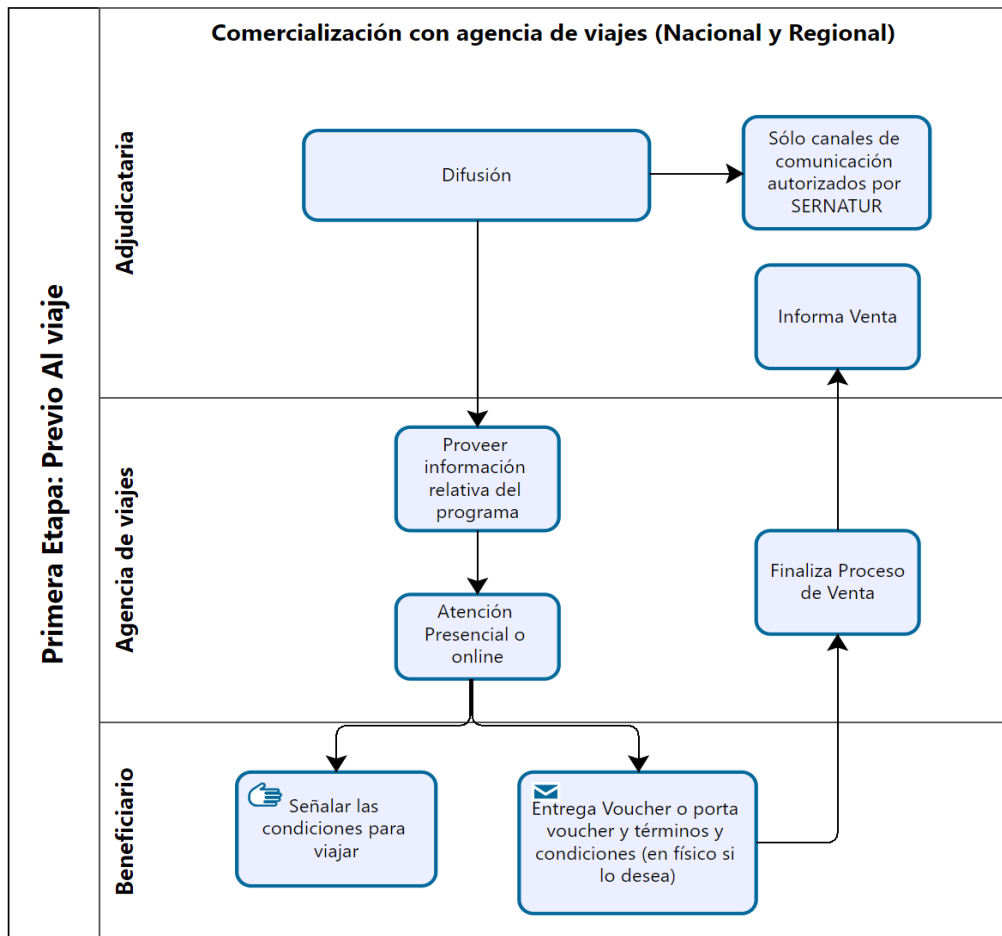 Comercialización con agencia de viajes (Nacional y Regional)
Primera Etapa: Previo Al viaje
Adjudicataria
Difusión
Sólo canales de
comunicación
autorizados por
SERNATUR
Informa Venta
Agencia de viajes
Proveer
información
relativa del
programa
Atención
Presencial o
online
Finaliza Proceso
de Venta
Beneficiario
Señalar las
condiciones para
viajar
Entrega Voucher o porta
voucher y términos y
condiciones (en físico si
lo desea)